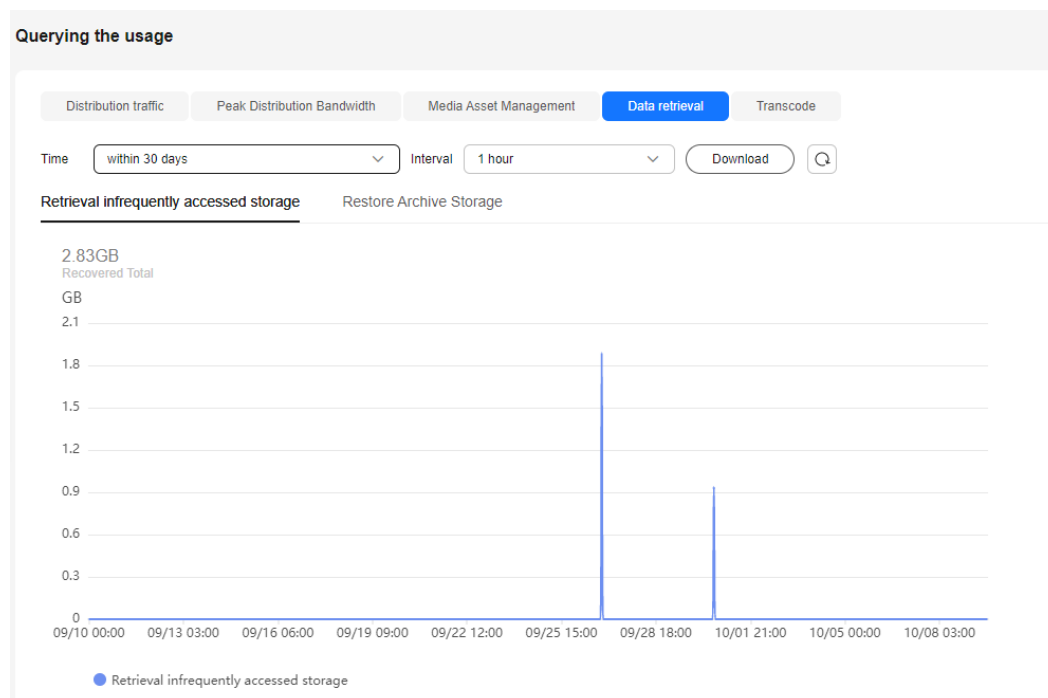 Querying the usage
Distribution traffic Peak Distribution Bandwidth Media Asset Management Data retrieval Transcode
Time within 30 days Interval 1 hour Download
Retrieval infrequently accessed storage Restore Archive Storage
2.83GB
Recovered Total
GB
2.1
1.8
1.5
1.2
0.9
0.6
0.3
0
09/10 00:00 09/13 03:00 09/16 06:00 09/19 09:00 09/22 12:00 09/25 15:00 09/28 18:00 10/01 21:00 10/05 00:00 10/08 03:00
Retrieval infrequently accessed storage